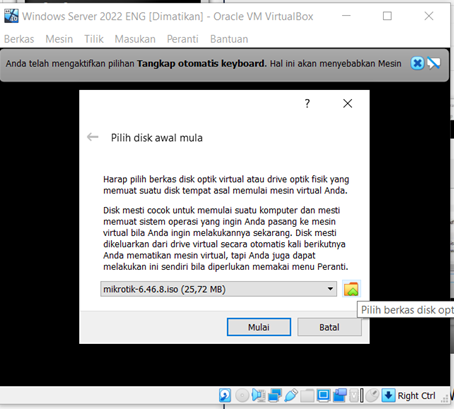 Windows Server 2022 ENG [Dimatikan] - Oracle VM VirtualBox
Berkas Mesin Tilik Masukan Peranti Bantuan
Anda telah mengaktifkan pilihan Tangkap otomatis keyboard. Hal ini akan menyebabkan Mesin
?
Pilih disk awal mula
Harap pilih berkas disk optik virtual atau drive optik fisik yang
memuat suatu disk tempat asal memulai mesin virtual Anda.
Disk mesti cocok untuk memulai suatu komputer dan mesti
memuat sistem operasi yang ingin Anda pasang ke mesin
virtual bila Anda ingin melakukannya sekarang. Disk mesti
dikeluarkan dari drive virtual secara otomatis kali berikutnya
Anda mematikan mesin virtual, tapi Anda juga dapat
melakukan ini sendiri bila diperlukan memakai menu Peranti.
mikrotik-6.46.8.iso (25,72 MB)
Pilih berkas disk opt
Mulai Batal
Right Ctrl